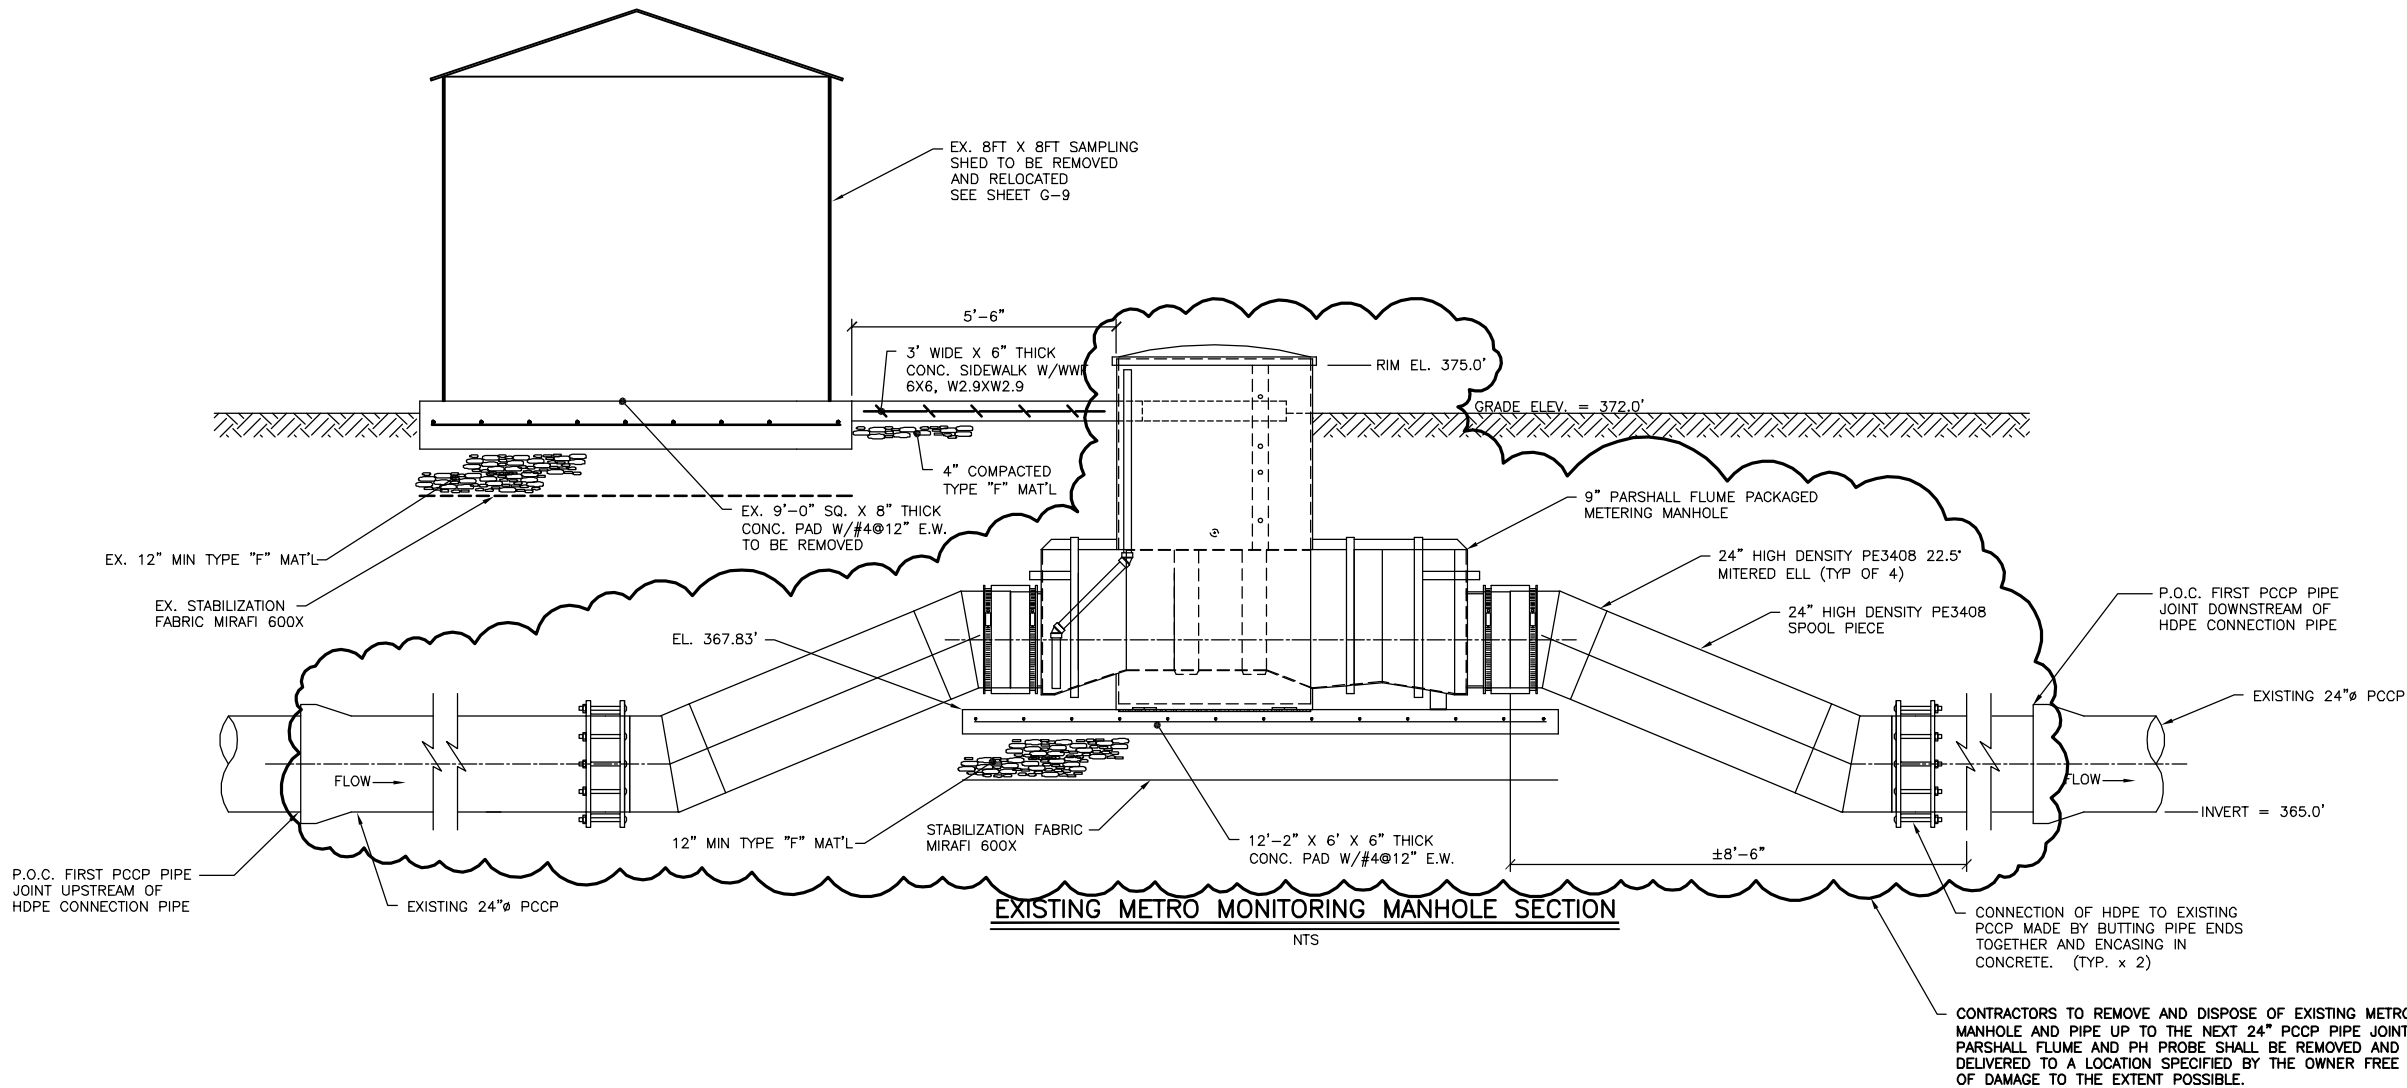 EX. 8FT X 8FT SAMPLING
SHED TO BE REMOVED
AND RELOCATED
SEE SHEET G-9
5'-6"
3' WIDE X 6" THICK
CONC. SIDEWALK W/WWF
6X6, W2.9XW2.9
RIM EL. 375.0'
GRADE ELEV. = 372.0'
4" COMPACTED
TYPE "F" MAT'L
EX. 9'-0" SQ. X 8" THICK
CONC. PAD W/#4@12" E.W.
TO BE REMOVED
9" PARSHALL FLUME PACKAGED
METERING MANHOLE
EX. 12" MIN TYPE "F" MAT'L
EX. STABILIZATION
FABRIC MIRAFI 600X
24" HIGH DENSITY PE3408 22.5°
MITERED ELL (TYP OF 4)
24" HIGH DENSITY PE3408
SPOOL PIECE
P.O.C. FIRST PCCP PIPE
JOINT DOWNSTREAM OF
HDPE CONNECTION PIPE
EL. 367.83'
EXISTING 24"ø PCCP
FLOW
FLOW
INVERT = 365.0'
12" MIN TYPE "F" MAT'L
STABILIZATION FABRIC
MIRAFI 600X
12'-2" X 6' X 6" THICK
CONC. PAD W/#4@12" E.W.
±8'-6"
P.O.C. FIRST PCCP PIPE
JOINT UPSTREAM OF
HDPE CONNECTION PIPE
EXISTING 24"ø PCCP
EXISTING METRO MONITORING MANHOLE SECTION
NTS
CONNECTION OF HDPE TO EXISTING
PCCP MADE BY BUTTING PIPE ENDS
TOGETHER AND ENCASING IN
CONCRETE. (TYP. x 2)
CONTRACTORS TO REMOVE AND DISPOSE OF EXISTING METRO
MANHOLE AND PIPE UP TO THE NEXT 24" PCCP PIPE JOINT
PARSHALL FLUME AND PH PROBE SHALL BE REMOVED AND
DELIVERED TO A LOCATION SPECIFIED BY THE OWNER FREE
OF DAMAGE TO THE EXTENT POSSIBLE.